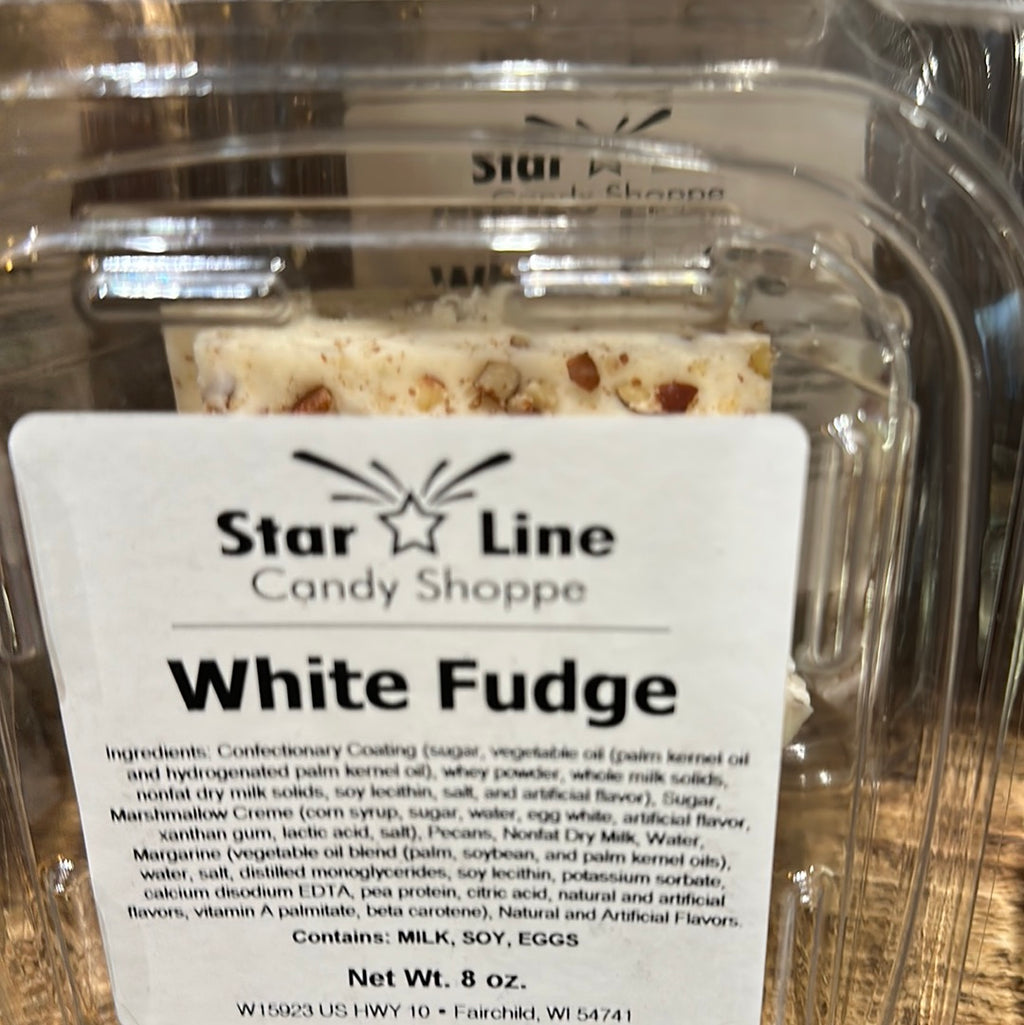 Star
Candy Shoppe
Star Line
Candy Shoppe
White Fudge
Ingredients: Confectionary Coating (sugar, vegetable oil (palm kernel oil
and hydrogenated palm kernel oil), whey powder, whole milk solids,
nonfat dry milk solids, soy lecithin, salt, and artificial flavor), Sugar,
Marshmallow Creme (corn syrup, sugar, water, egg white, artificial flavor,
xanthan gum, lactic acid, salt), Pecans, Nonfat Dry Milk, Water,
Margarine (vegetable oil blend (palm, soybean, and palm kernel oils),
water, salt, distilled monoglycerides, soy lecithin, potassium sorbate,
calcium disodium EDTA, pea protein, citric acid, natural and artificial
flavors, vitamin A palmitate, beta carotene), Natural and Artificial Flavors.
Contains: MILK, SOY, EGGS
Net Wt. 8 oz.
W15923 US HWY 10 • Fairchild, WI 54741